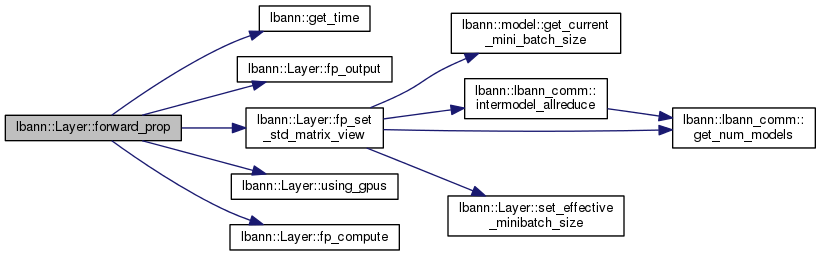 lbann::get_time
lbann::Layer::fp_output
lbann::Layer::forward_prop
lbann::Layer::fp_set
_std_matrix_view
lbann::Layer::using_gpus
lbann::Layer::fp_compute
lbann::model::get_current
_mini_batch_size
lbann::lbann_comm::
intermodel_allreduce
lbann::Layer::set_effective
_minibatch_size
lbann::lbann_comm::
get_num_models